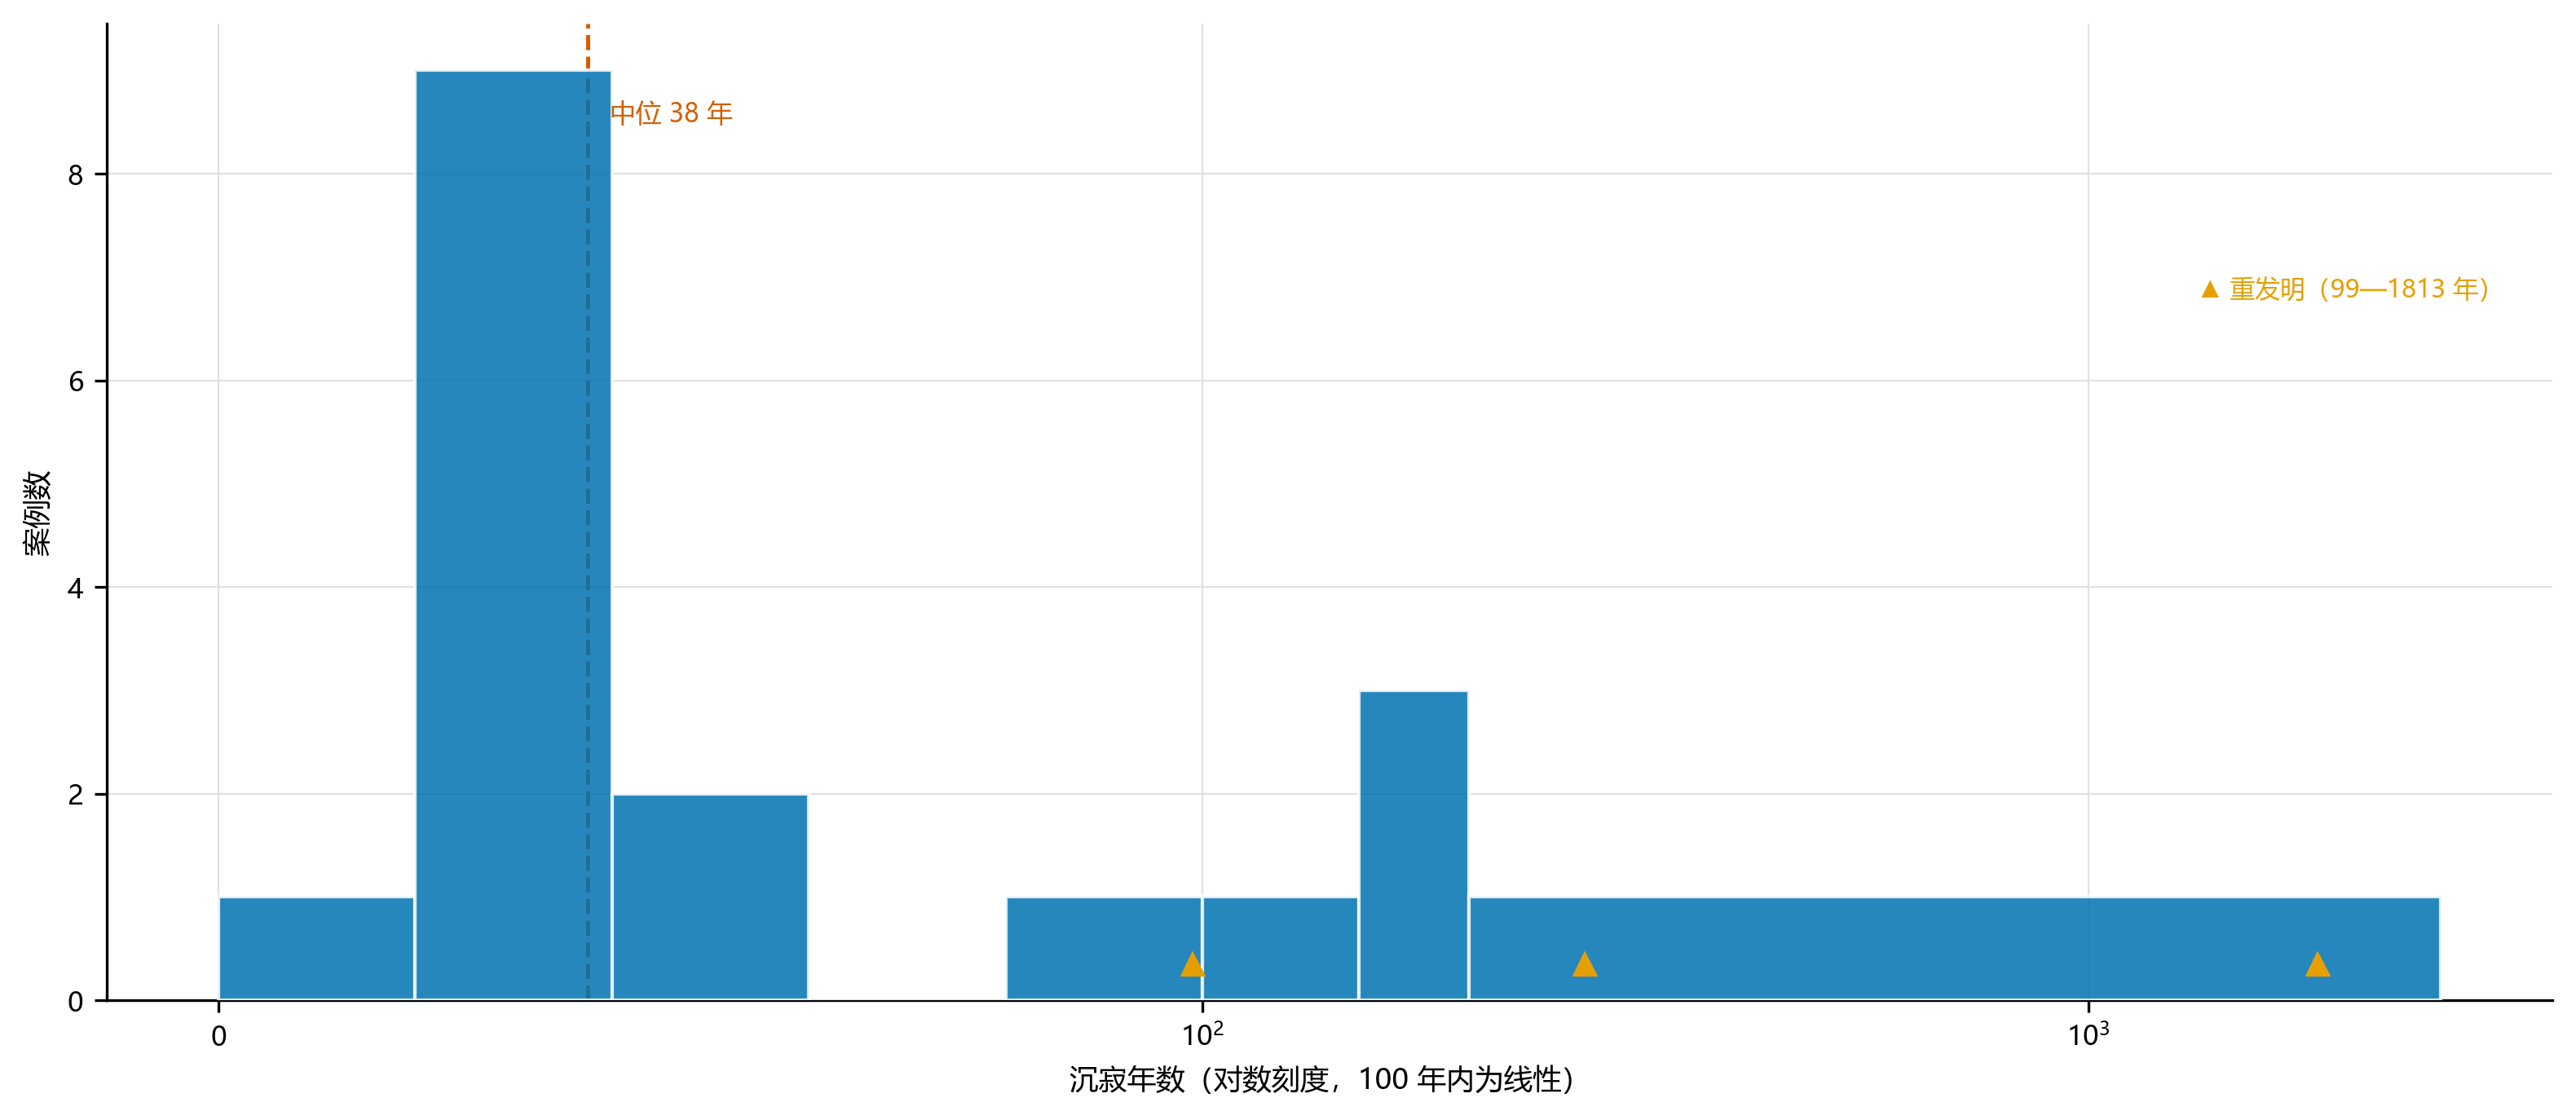 中位 38 年
▲ 重发明（99—1813 年）
案例数
8
6
4
2
0
0
10²
10³
沉寂年数（对数刻度，100 年内为线性）